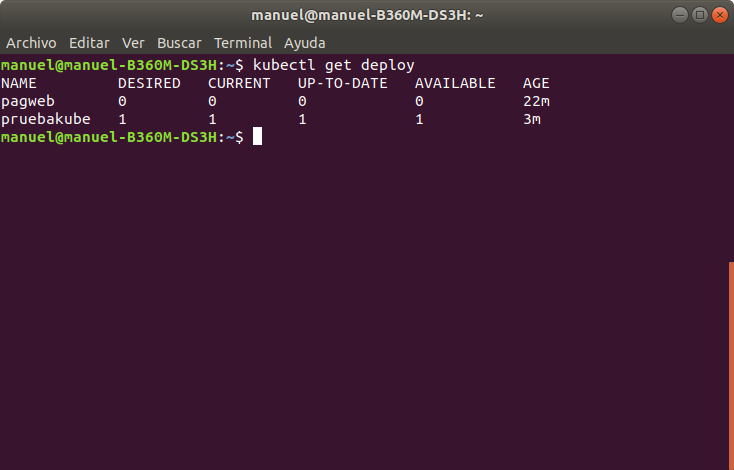 manuel@manuel-B360M-DS3H: ~
Archivo Editar Ver Buscar Terminal Ayuda
manuel@manuel-B360M-DS3H:~$ kubectl get deploy
NAME DESIRED CURRENT UP-TO-DATE AVAILABLE AGE
pagweb 0 0 0 0 22m
pruebakube 1 1 1 1 3m
manuel@manuel-B360M-DS3H:~$